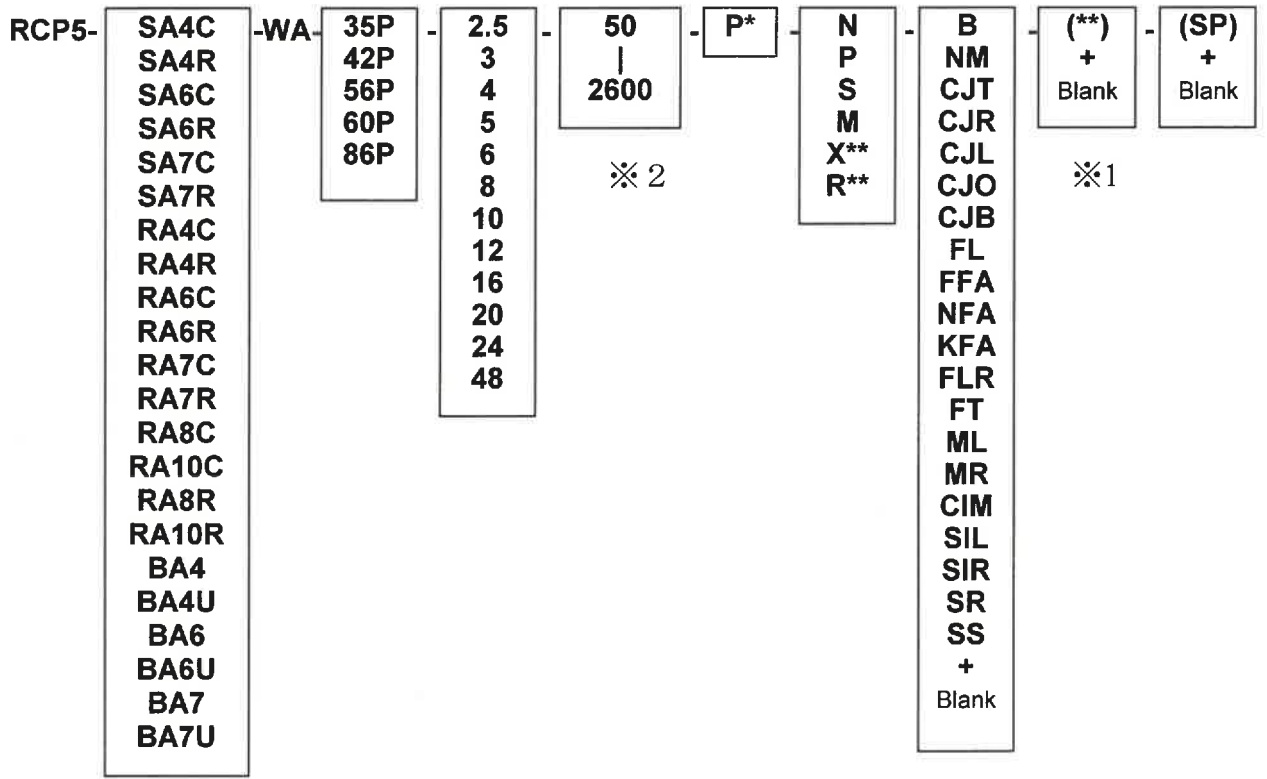 RCP5- SA4C -WA- 35P - 2.5 - 50 - P* - N - B - (**) - (SP)
SA4R 42P 3 | P NM + +
SA6C 56P 4 2600 S CJT Blank Blank
SA6R 60P 5 M CJR
SA7C 86P 6 ※2 X** CJL ※1
SA7R 8 R** CJO
RA4C 10 CJB
RA4R 12 FL
RA6C 16 FFA
RA6R 20 NFA
RA7C 24 KFA
RA7R 48 FLR
RA8C FT
RA10C ML
RA8R MR
RA10R CIM
BA4 SIL
BA4U SIR
BA6 SR
BA6U SS
BA7 +
BA7U Blank